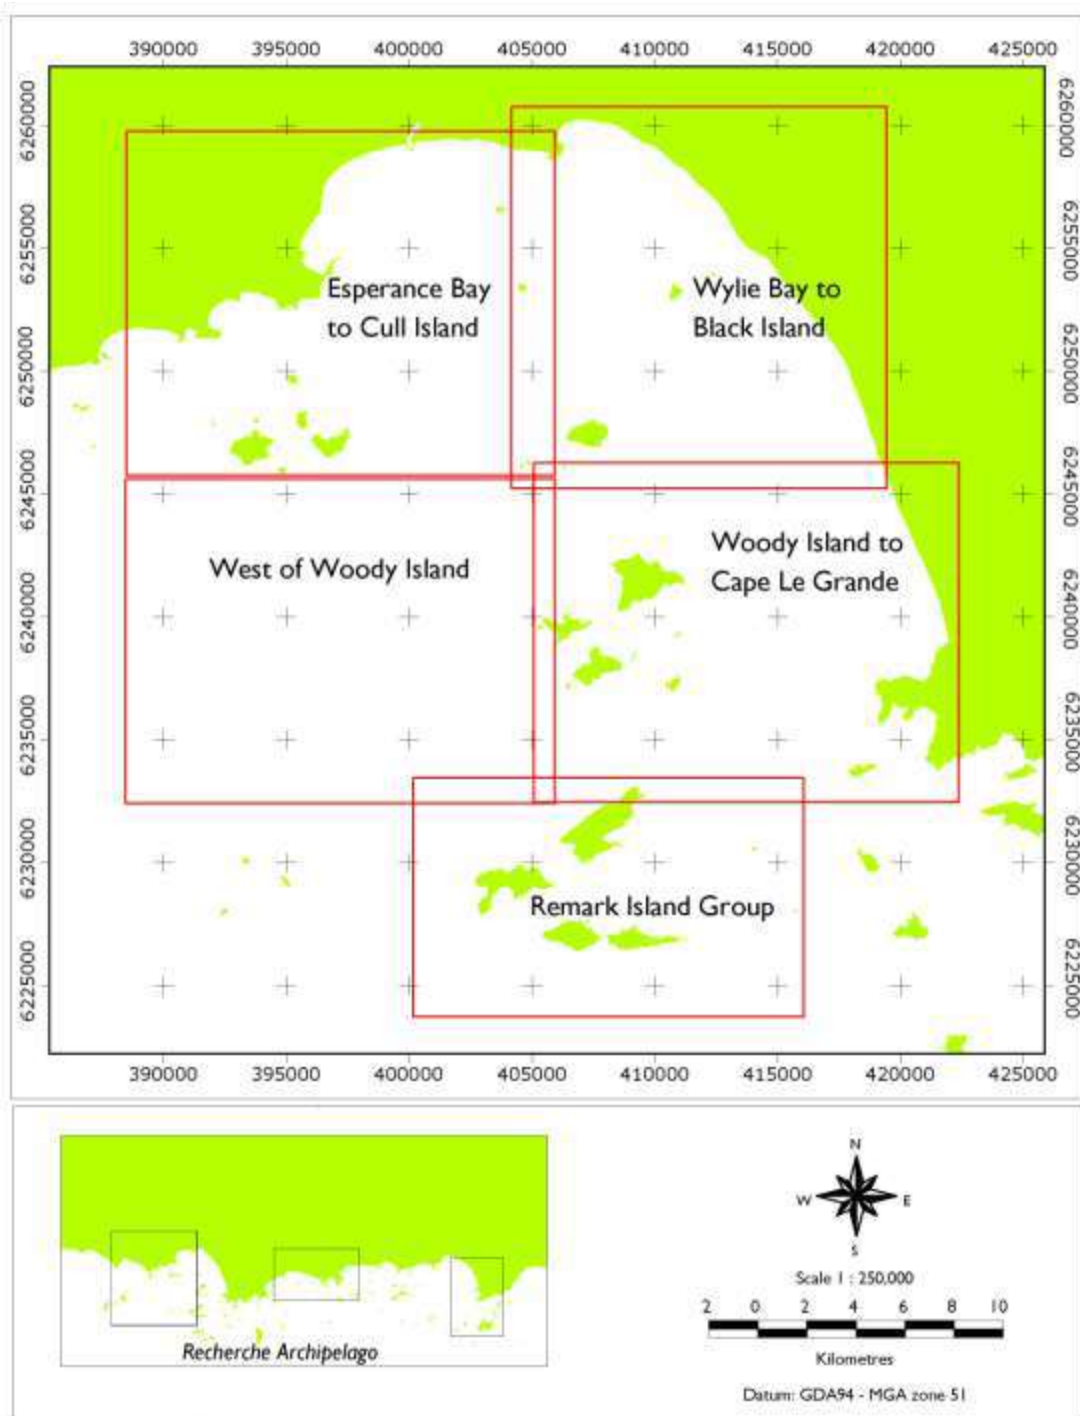 390000 395000 400000 405000 410000 415000 420000 425000
6260000
6255000
6250000
6245000
6240000
6235000
6230000
6225000
Esperance Bay
to Cull Island
Wylie Bay to
Black Island
West of Woody Island
Woody Island to
Cape Le Grande
Remark Island Group
6260000
6255000
6250000
6245000
6240000
6235000
6230000
6225000
390000 395000 400000 405000 410000 415000 420000 425000
Recherche Archipelago
N
W E
S
Scale 1 : 250,000
2 0 2 4 6 8 10
Kilometres
Datum: GDA94 - MGA zone 51